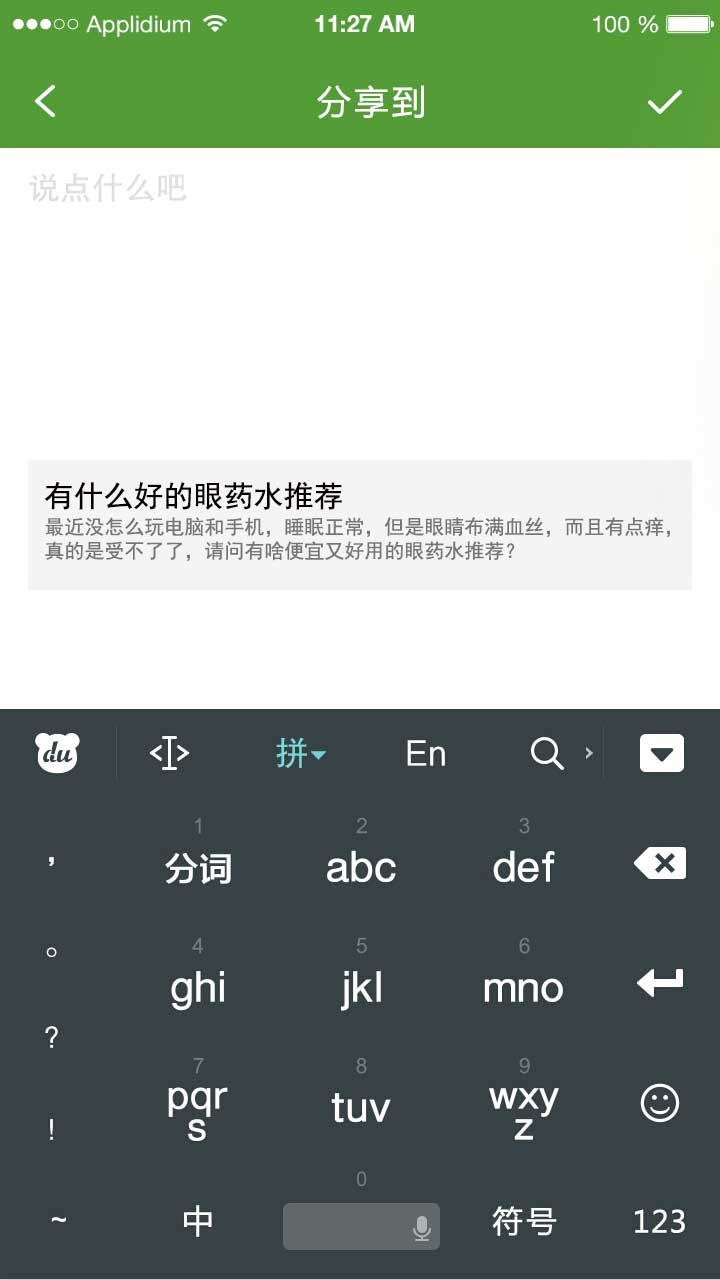 Applidium 11:27 AM 100 %
分享到
说点什么吧
有什么好的眼药水推荐
最近没怎么玩电脑和手机，睡眠正常，但是眼睛布满血丝，而且有点痒，
真的是受不了了，请问有啥便宜又好用的眼药水推荐？
du 拼 En
1 2 3
， 分词 abc def
。
4 5 6
ghi jkl mno
？
7 8 9
pqrs tuv wxyz
！
0
~ 中 符号 123